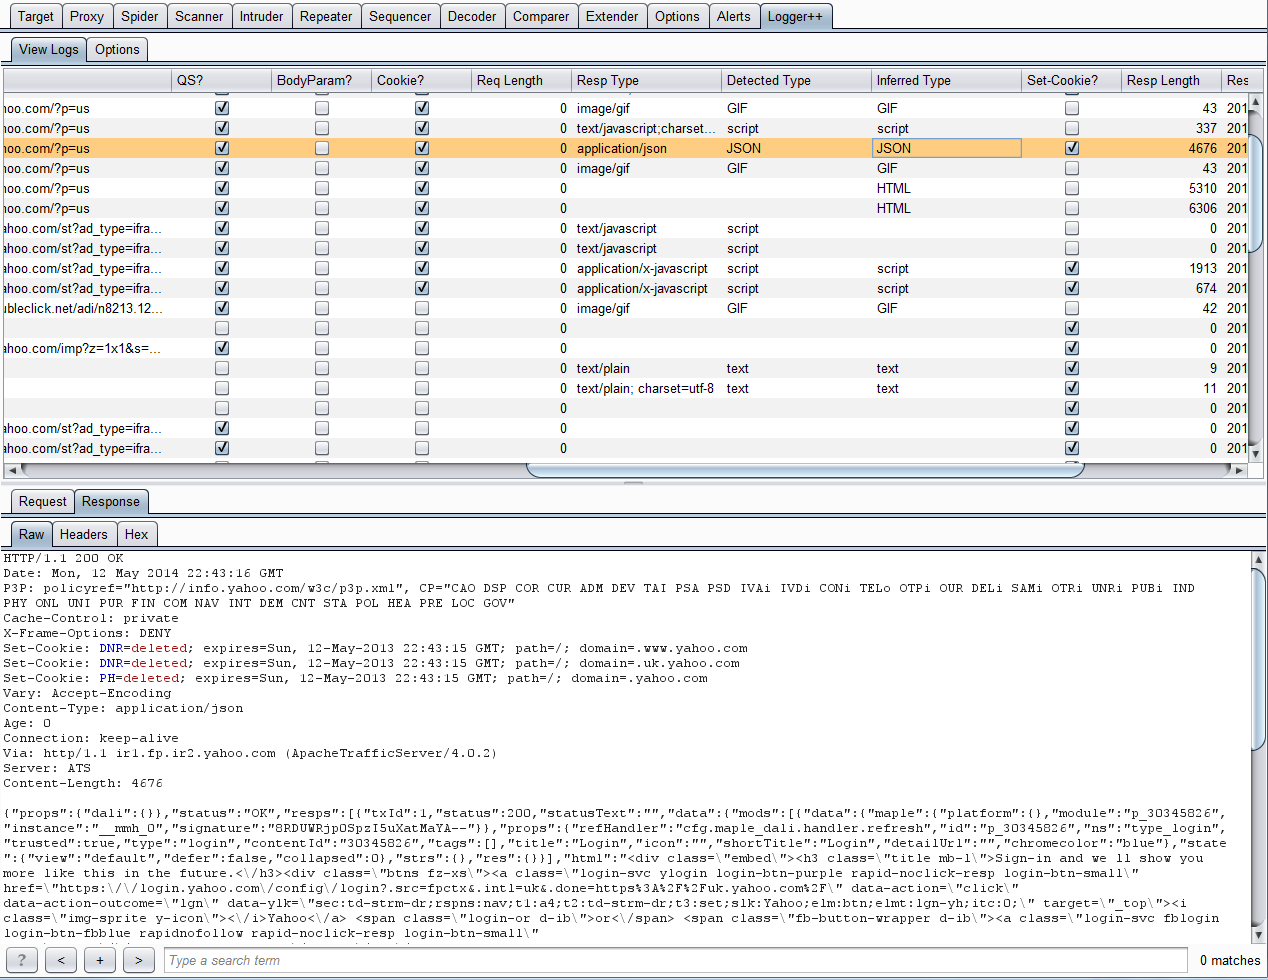 Target Proxy Spider Scanner Intruder Repeater Sequencer Decoder Comparer Extender Options Alerts Logger++
View Logs Options
QS? BodyParam? Cookie? Req Length Resp Type Detected Type Inferred Type Set-Cookie? Resp Length Res
noo.com/?p=us 0 image/gif GIF GIF 43 201
noo.com/?p=us 0 text/javascript;charset... script script 337 201
noo.com/?p=us 0 application/json JSON JSON 4676 201
noo.com/?p=us 0 image/gif GIF GIF 43 201
noo.com/?p=us 0 HTML 5310 201
noo.com/?p=us 0 HTML 6306 201
ahoo.com/st?ad_type=ifra... 0 text/javascript script 0 201
ahoo.com/st?ad_type=ifra... 0 text/javascript script 0 201
ahoo.com/st?ad_type=ifra... 0 application/x-javascript script script 1913 201
ahoo.com/st?ad_type=ifra... 0 application/x-javascript script script 674 201
ubleclick.net/adi/n8213.12... 0 image/gif GIF GIF 42 201
0 0 201
ahoo.com/imp?z=1x1&s=... 0 0 201
0 text/plain text text 9 201
0 text/plain; charset=utf-8 text text 11 201
0 0 201
ahoo.com/st?ad_type=ifra... 0 0 201
ahoo.com/st?ad_type=ifra... 0 0 201
Request Response
Raw Headers Hex
HTTP/1.1 200 OK
Date: Mon, 12 May 2014 22:43:16 GMT
P3P: policyref="http://info.yahoo.com/w3c/p3p.xml", CP="CAO DSP COR CUR ADM DEV TAI PSA PSD IVAi IVDi CONi TELo OTPi OUR DELi SAMi OTRi UNRi PUBi IND
PHY ONL UNI PUR FIN COM NAV INT DEM CNT STA POL HEA PRE LOC GOV"
Cache-Control: private
X-Frame-Options: DENY
Set-Cookie: DNR=deleted; expires=Sun, 12-May-2013 22:43:15 GMT; path=/; domain=.www.yahoo.com
Set-Cookie: DNR=deleted; expires=Sun, 12-May-2013 22:43:15 GMT; path=/; domain=.uk.yahoo.com
Set-Cookie: PH=deleted; expires=Sun, 12-May-2013 22:43:15 GMT; path=/; domain=.yahoo.com
Vary: Accept-Encoding
Content-Type: application/json
Age: 0
Connection: keep-alive
Via: http/1.1 ir1.fp.ir2.yahoo.com (ApacheTrafficServer/4.0.2)
Server: ATS
Content-Length: 4676
{"props":{"dali":{}},"status":"OK","resps":[{"txId":1,"status":200,"statusText":"","data":{"mods":[{"data":{"maple":{"platform":{},"module":"p_30345826",
"instance":"__mmh_0","signature":"8RDUWRjpOSpzI5uXatMaYA--"}},"props":{"refHandler":"cfg.maple_dali.handler.refresh","id":"p_30345826","ns":"type_login",
"trusted":true,"type":"login","contentId":"30345826","tags":[],"title":"Login","icon":"","shortTitle":"Login","detailUrl":"","chromecolor":"blue"},"state
":{"view":"default","defer":false,"collapsed":0},"strs":{},"res":{}}],"html":"<div class=\"embed\"><h3 class=\"title mb-l\">Sign-in and we ll show you
more like this in the future.<\/h3><div class=\"btns fz-xs\"><a class=\"login-svc ylogin login-btn-purple rapid-noclick-resp login-btn-small\"
href=\"https:\/\/login.yahoo.com\/config\/login?.src=fpctx&.intl=uk&.done=https%3A%2F%2Fuk.yahoo.com%2F\" data-action=\"click\"
data-action-outcome=\"lgn\" data-ylk=\"sec:td-strm-dr;rspns:nav;t1:a4;t2:td-strm-dr;t3:set;slk:Yahoo;elm:btn;elmt:lgn-yh;itc:0;\" target=\"_top\"><i
class=\"img-sprite y-icon\"><\/i>Yahoo<\/a> <span class=\"login-or d-ib\">or<\/span> <span class=\"fb-button-wrapper d-ib\"><a class=\"login-svc fblogin
login-btn-fbblue rapidnofollow rapid-noclick-resp login-btn-small\"
? < + > Type a search term 0 matches